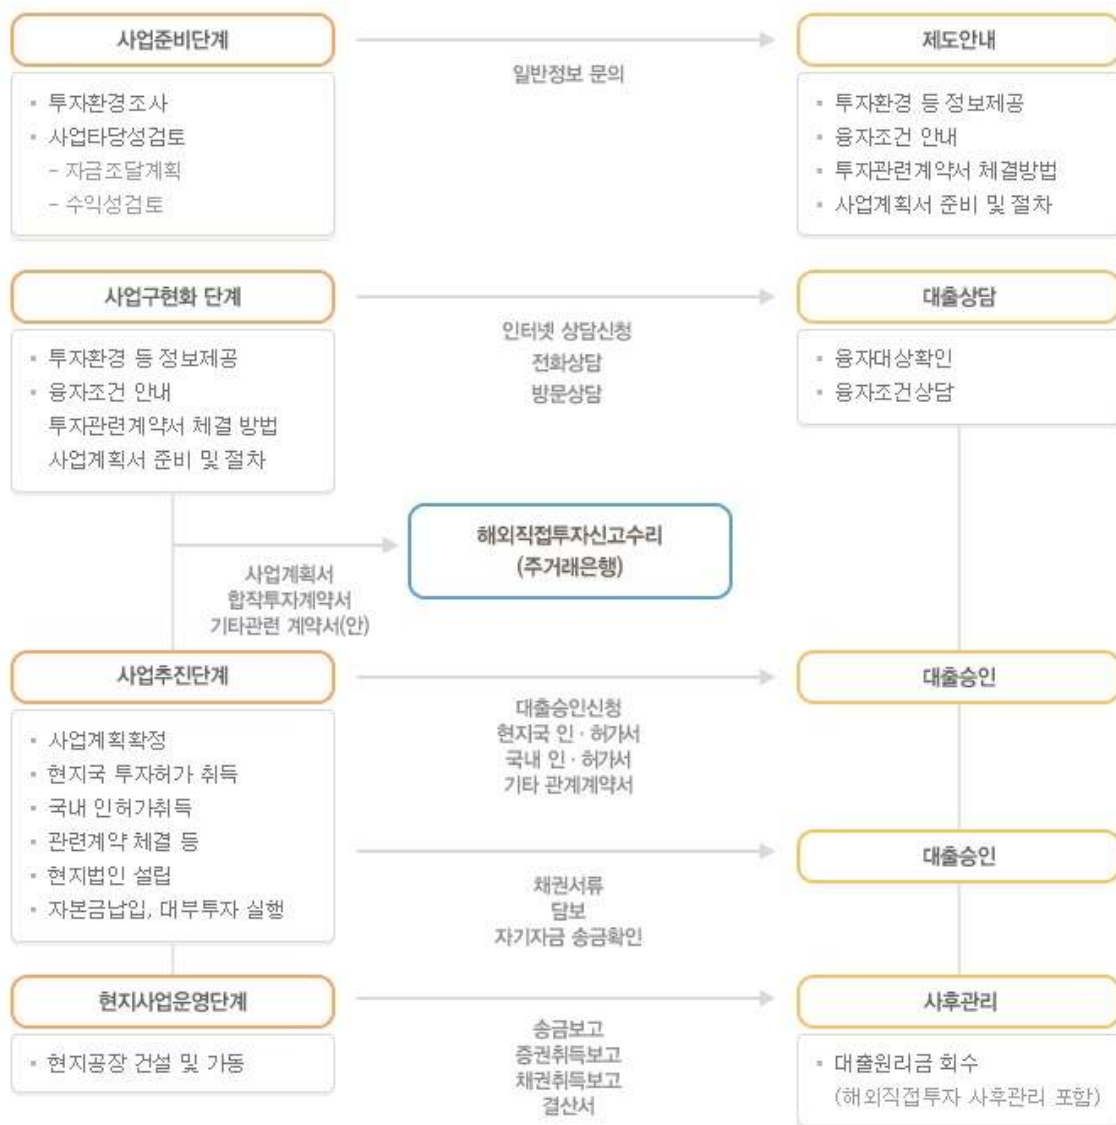 사업준비단계
일반정보 문의
제도안내
▪ 투자환경조사
▪ 사업타당성검토
– 자금조달계획
– 수익성검토
▪ 투자환경 등 정보제공
▪ 융자조건 안내
▪ 투자관련계약서 체결방법
▪ 사업계획서 준비 및 절차
사업구현화 단계
인터넷 상담신청
전화상담
방문상담
대출상담
▪ 투자환경 등 정보제공
▪ 융자조건 안내
투자관련계약서 체결 방법
사업계획서 준비 및 절차
▪ 융자대상확인
▪ 융자조건상담
해외직접투자신고수리
(주거래은행)
사업계획서
합작투자계약서
기타관련 계약서(안)
사업추진단계
대출승인신청
현지국 인 · 허가서
국내 인 · 허가서
기타 관계계약서
대출승인
▪ 사업계획확정
▪ 현지국 투자허가 취득
▪ 국내 인허가취득
▪ 관련계약 체결 등
▪ 현지법인 설립
▪ 자본금납입, 대부투자 실행
채권서류
담보
자기자금 송금확인
대출승인
현지사업운영단계
송금보고
증권취득보고
채권취득보고
결산서
사후관리
▪ 현지공장 건설 및 가동
▪ 대출원리금 회수
(해외직접투자 사후관리 포함)